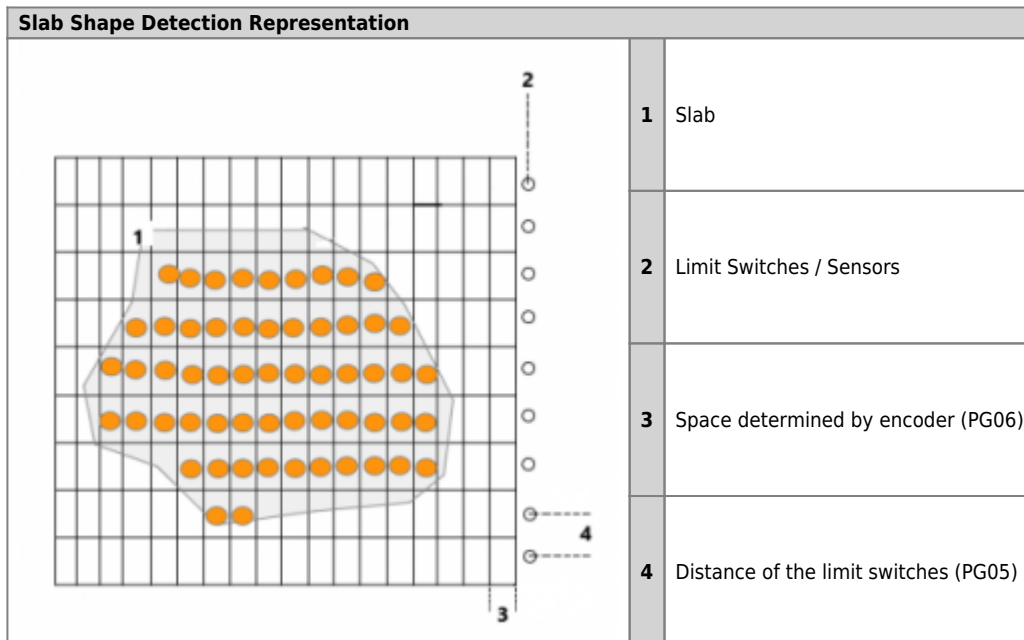 Slab Shape Detection Representation
2
1
4
3
1 Slab
2 Limit Switches / Sensors
3 Space determined by encoder (PG06)
4 Distance of the limit switches (PG05)